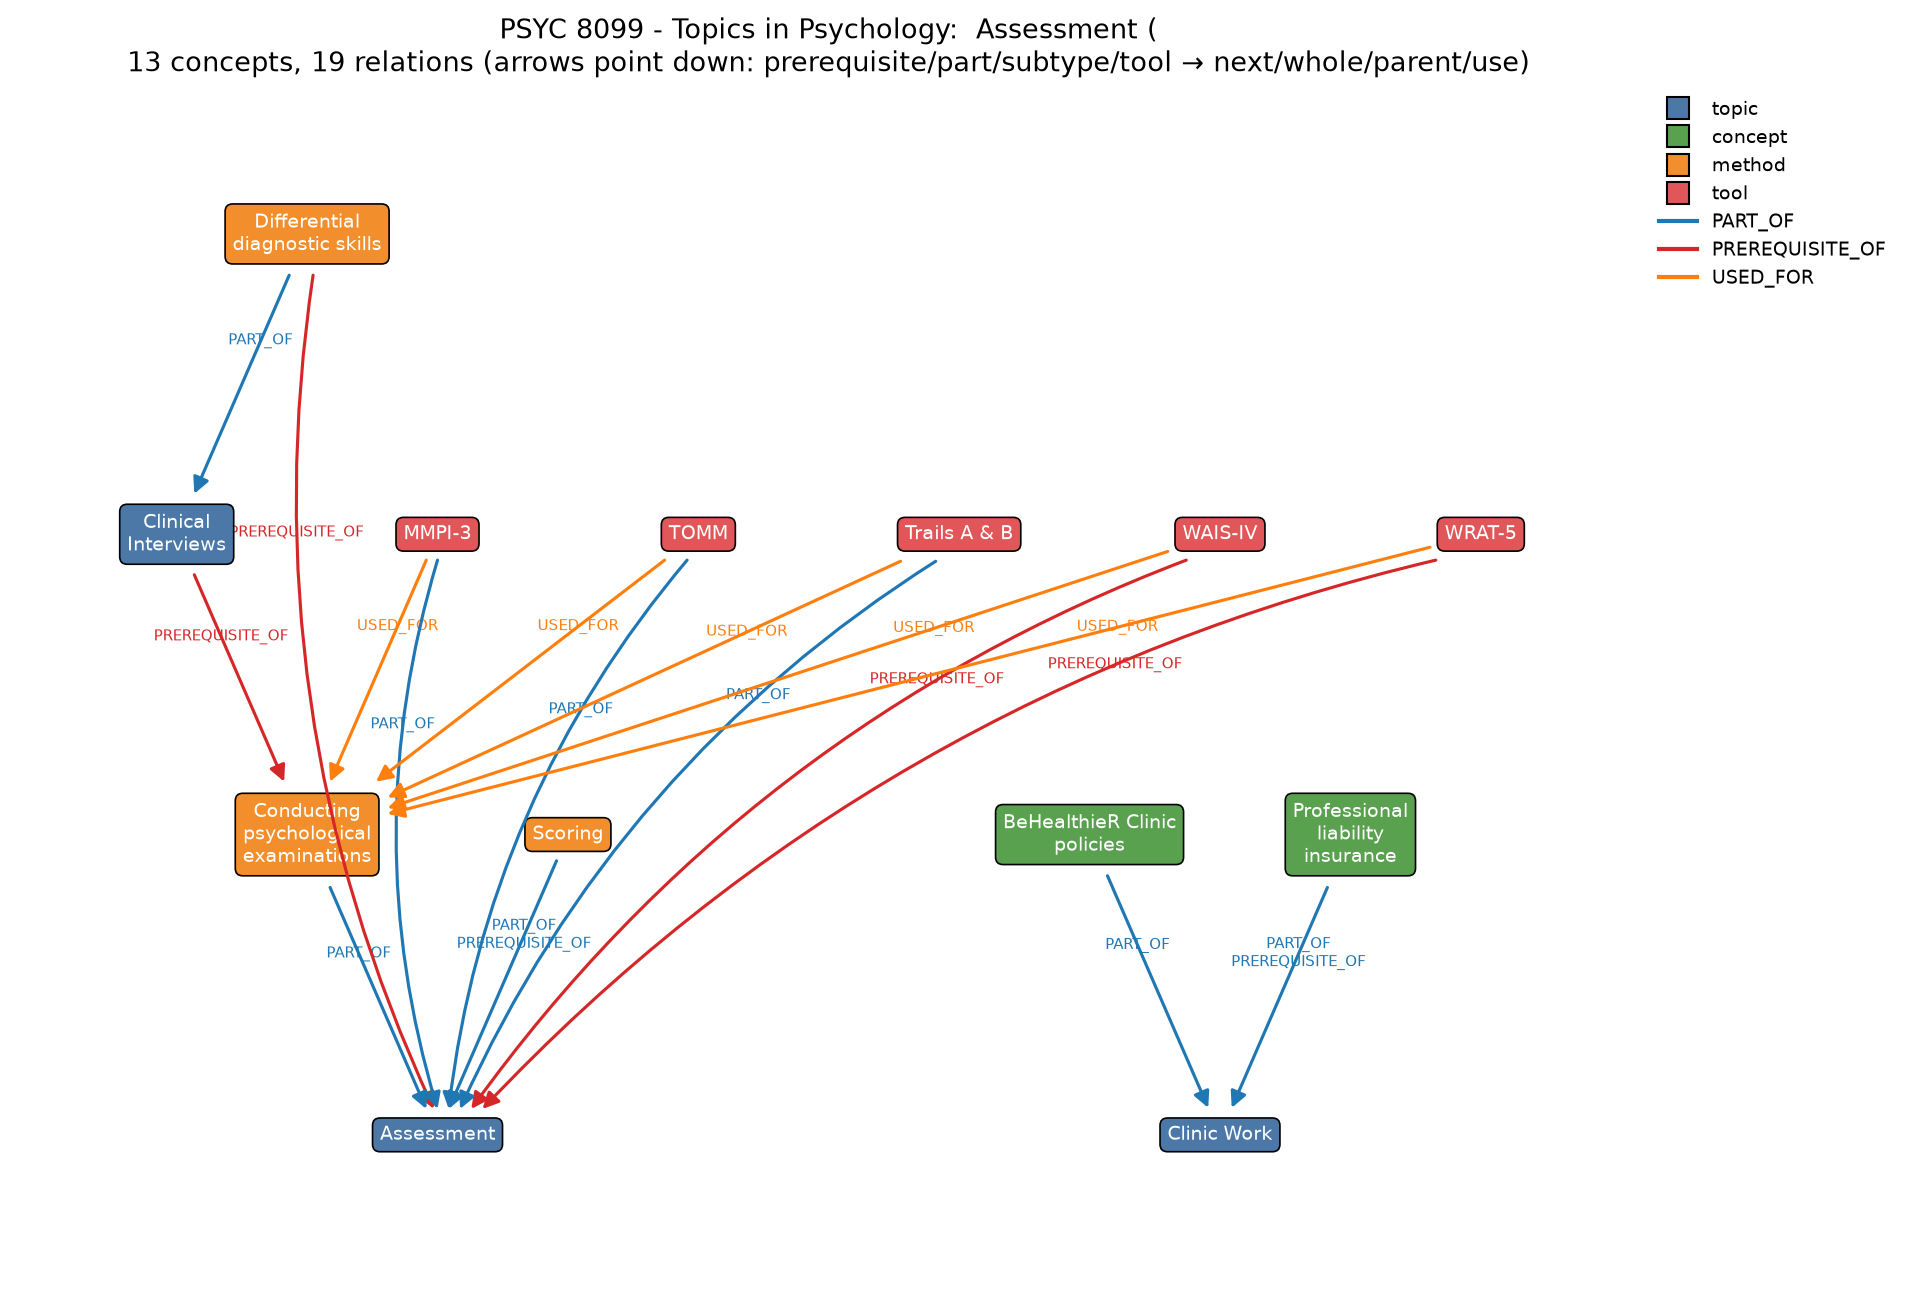 PSYC 8099 - Topics in Psychology:  Assessment (
13 concepts, 19 relations (arrows point down: prerequisite/part/subtype/tool → next/whole/parent/use)
topic
concept
method
tool
PART_OF
PREREQUISITE_OF
USED_FOR
Differential
diagnostic skills
PART_OF
PREREQUISITE_OF
Clinical
Interviews
MMPI-3
TOMM
Trails A & B
WAIS-IV
WRAT-5
PREREQUISITE_OF
USED_FOR
USED_FOR
USED_FOR
USED_FOR
USED_FOR
PART_OF
PART_OF
PART_OF
PREREQUISITE_OF
PREREQUISITE_OF
Conducting
psychological
examinations
Scoring
BeHealthieR Clinic
policies
Professional
liability
insurance
PART_OF
PART_OF
PREREQUISITE_OF
PART_OF
PART_OF
PREREQUISITE_OF
Assessment
Clinic Work